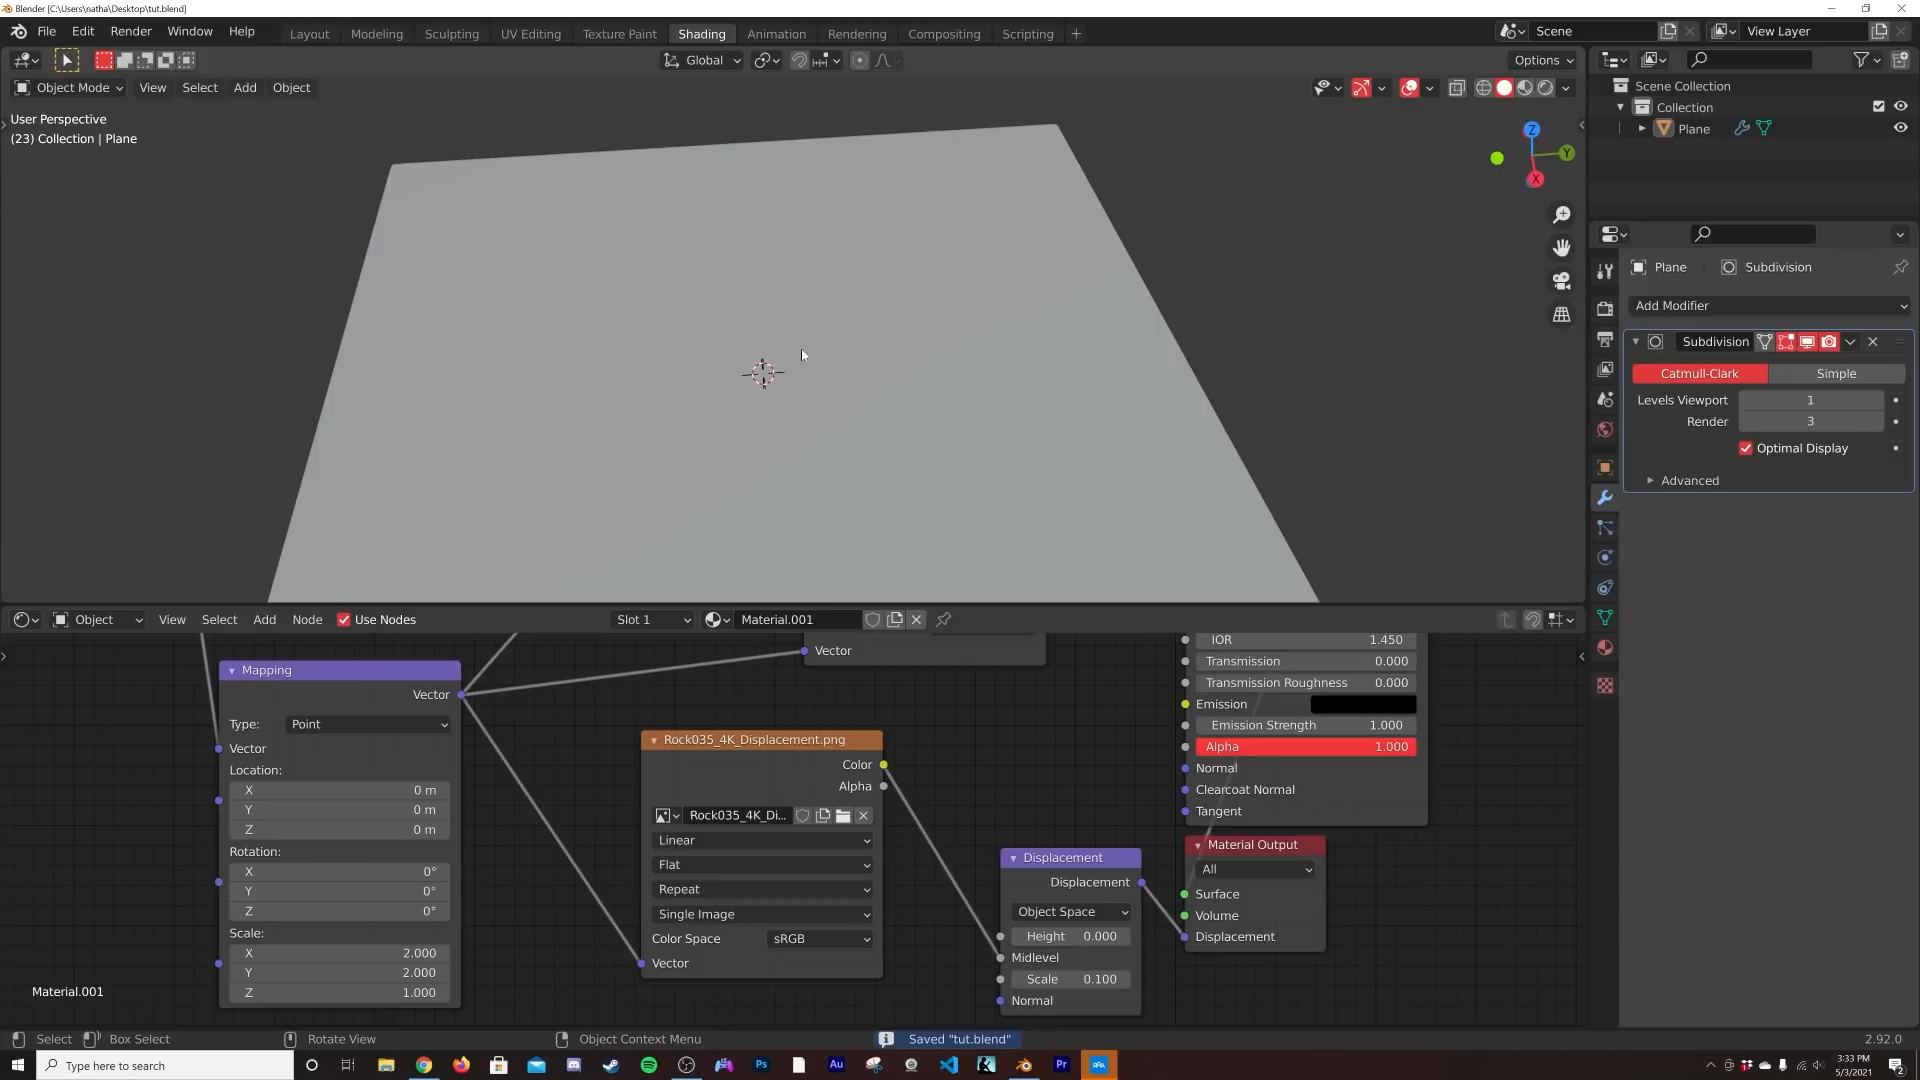 Blender [C:\Users\natha\Desktop\tut.blend]
File Edit Render Window Help
Layout Modeling Sculpting UV Editing Texture Paint Shading Animation Rendering Compositing Scripting +
Scene
View Layer
Global
Options
Object Mode View Select Add Object
User Perspective
(23) Collection | Plane
Z
Y
X
Scene Collection
Collection
Plane
Plane Subdivision
Add Modifier
Subdivision
Catmull-Clark Simple
Levels Viewport 1
Render 3
Optimal Display
Advanced
Object View Select Add Node Use Nodes Slot 1 Material.001
Mapping
Vector
Type: Point
Vector
Location:
X 0 m
Y 0 m
Z 0 m
Rotation:
X 0°
Y 0°
Z 0°
Scale:
X 2.000
Y 2.000
Z 1.000
Vector
Rock035_4K_Displacement.png
Color
Alpha
Rock035_4K_Di...
Linear
Flat
Repeat
Single Image
Color Space sRGB
Vector
Displacement
Displacement
Object Space
Height 0.000
Midlevel
Scale 0.100
Normal
IOR 1.450
Transmission 0.000
Transmission Roughness 0.000
Emission
Emission Strength 1.000
Alpha 1.000
Normal
Clearcoat Normal
Tangent
Material Output
All
Surface
Volume
Displacement
Material.001
Select Box Select Rotate View Object Context Menu Saved "tut.blend" 2.92.0
Type here to search
Ps
Au
Pr
3:33 PM
5/3/2021
2